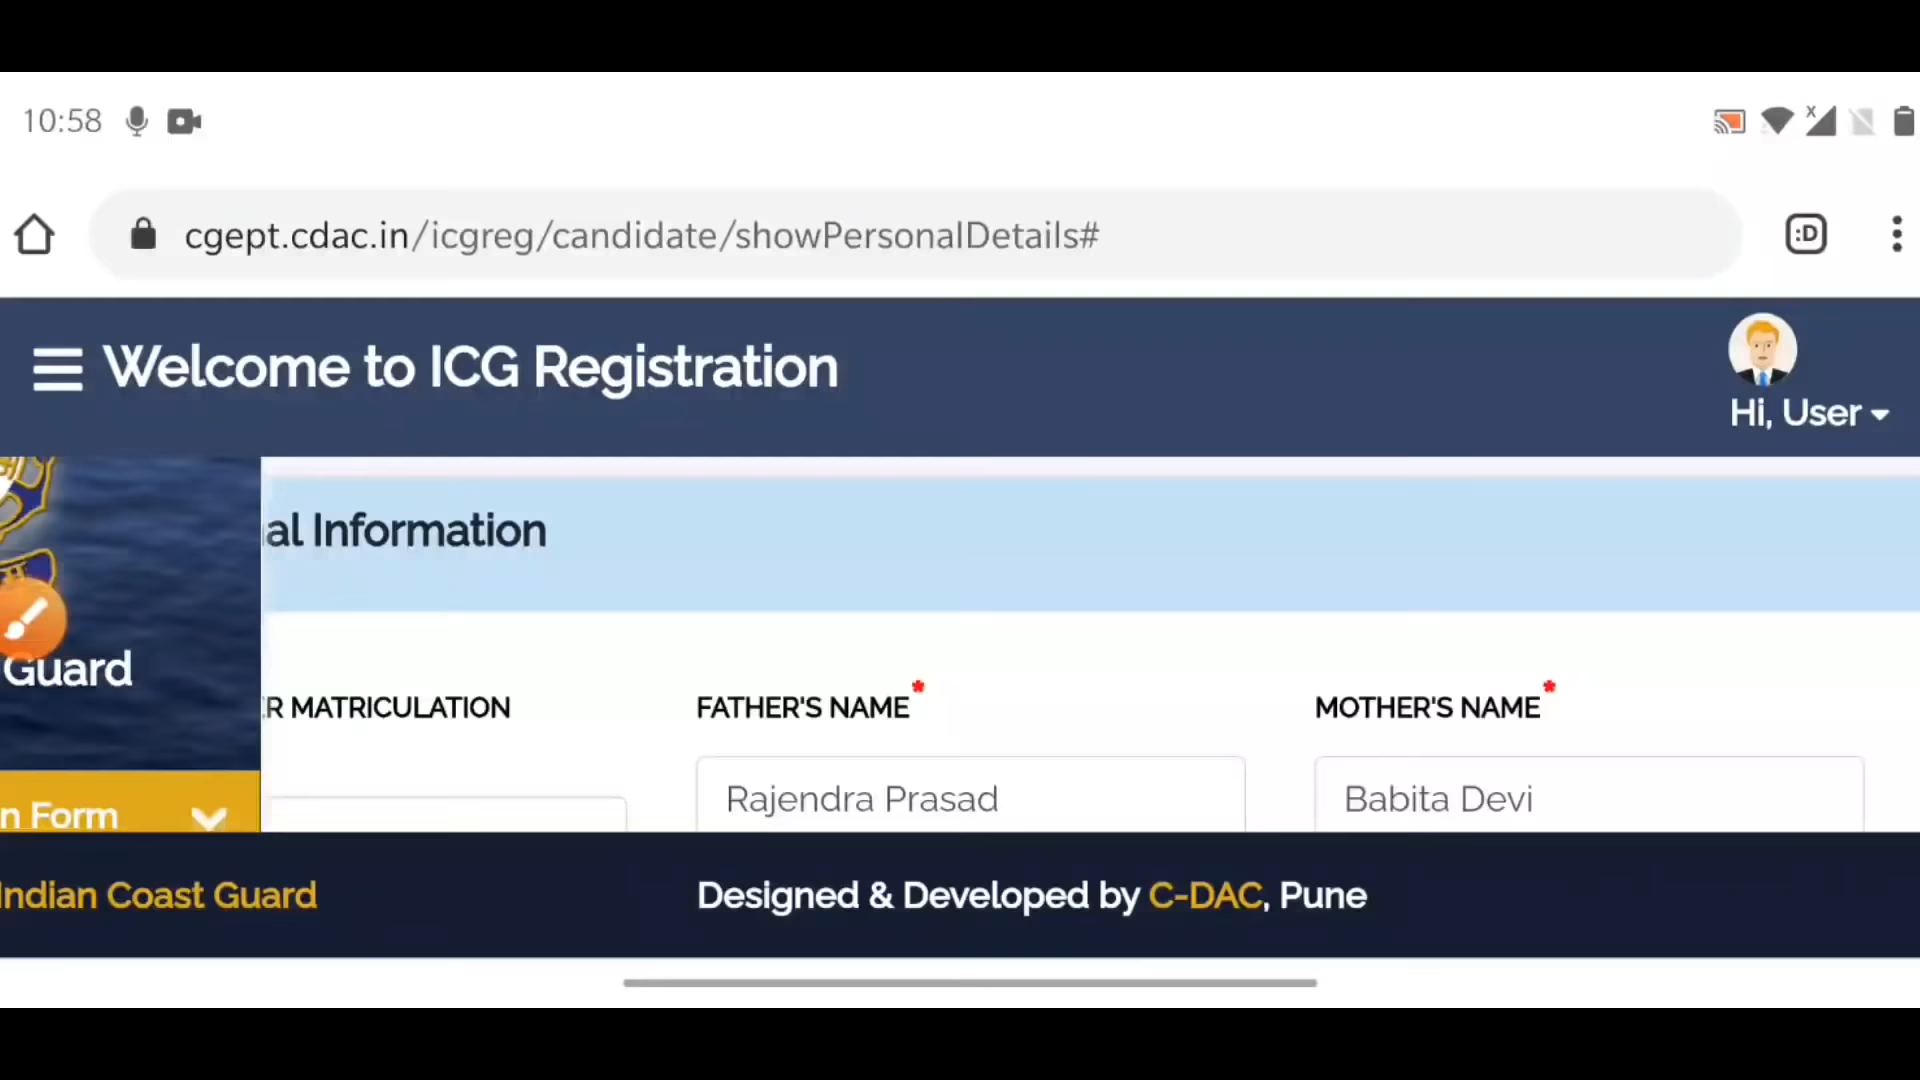 10:58
cgept.cdac.in/icgreg/candidate/showPersonalDetails#
:D
Welcome to ICG Registration
Hi, User
al Information
Guard
R MATRICULATION
FATHER'S NAME*
MOTHER'S NAME*
Rajendra Prasad
Babita Devi
n Form
Indian Coast Guard
Designed & Developed by C-DAC, Pune